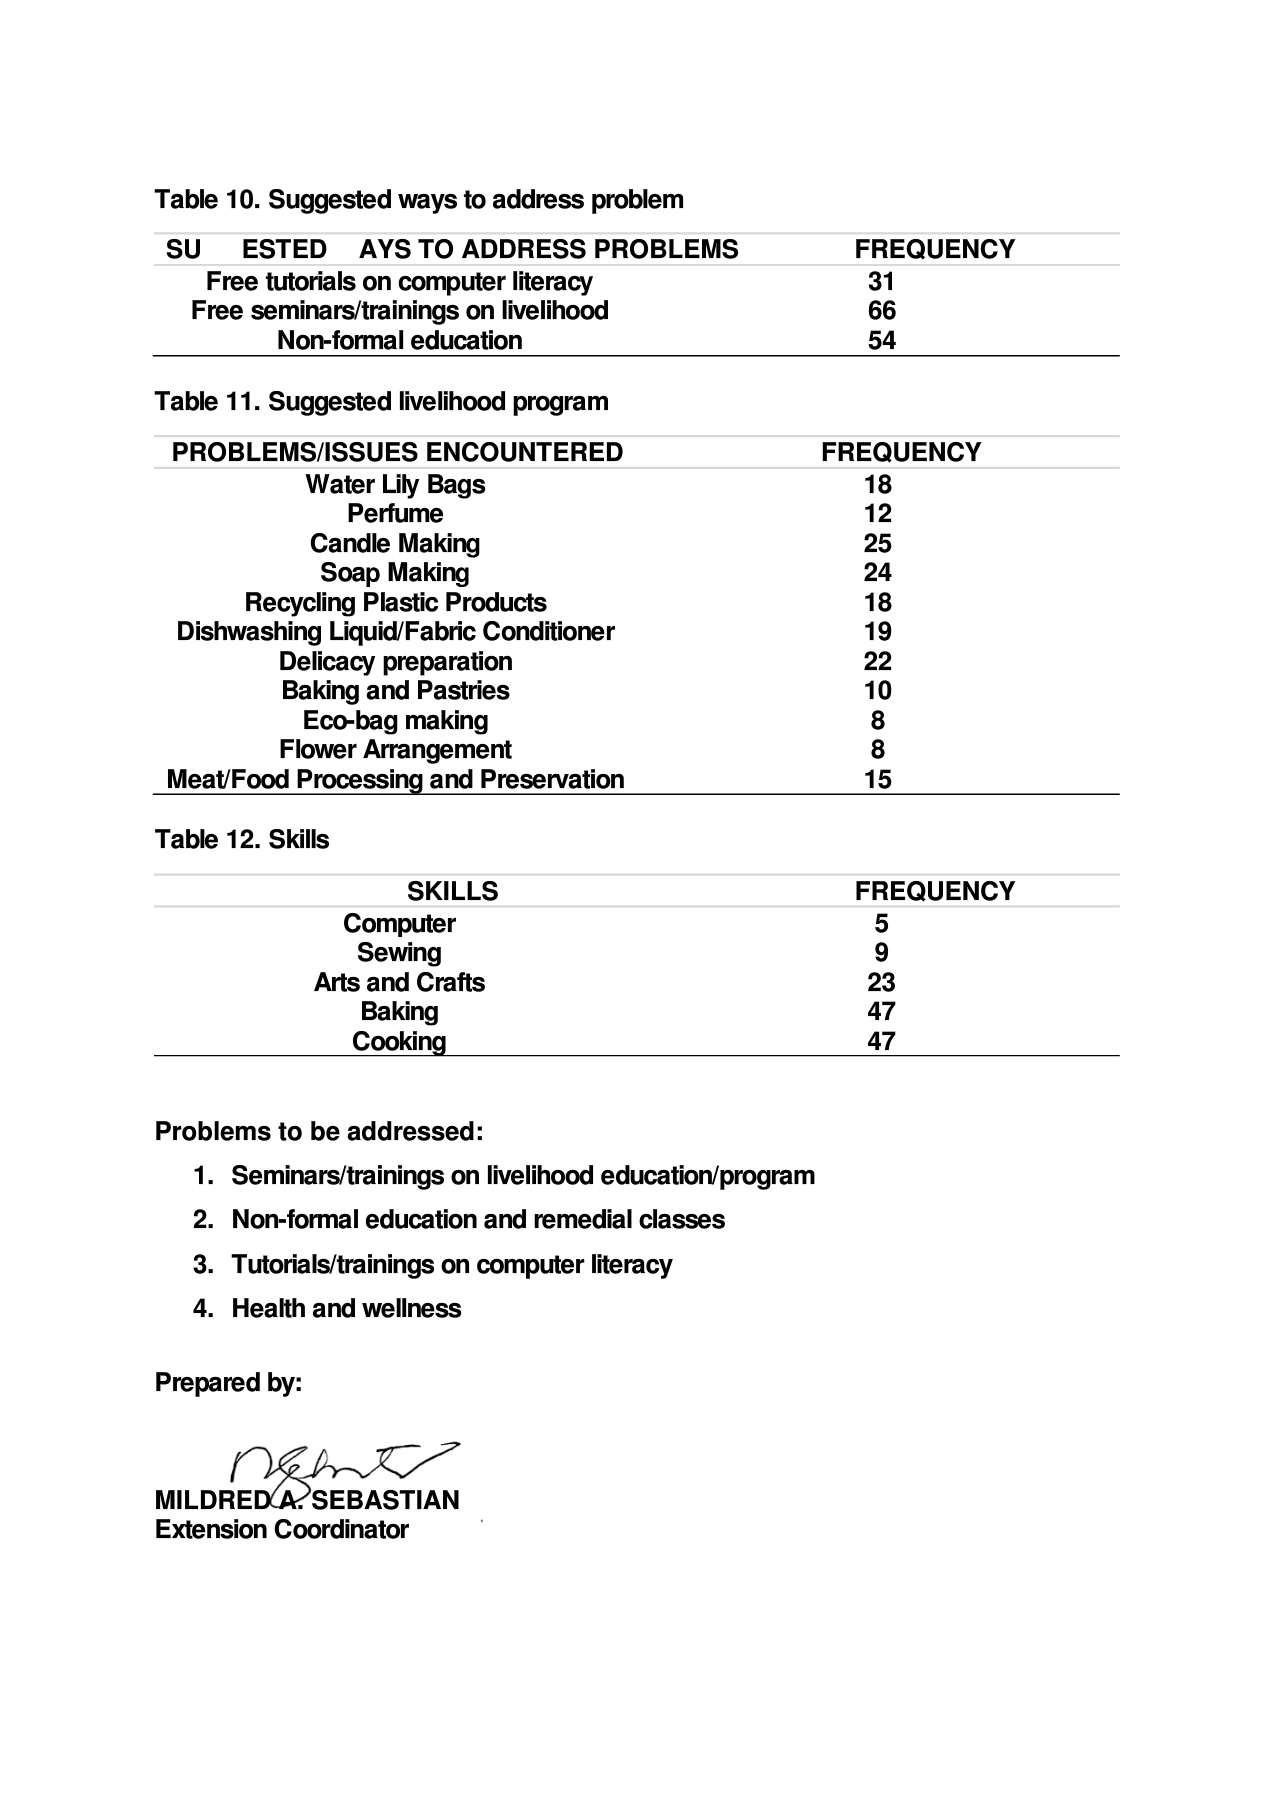 Table 10. Suggested ways to address problem
SU ESTED AYS TO ADDRESS PROBLEMS FREQUENCY
Free tutorials on computer literacy 31
Free seminars/trainings on livelihood 66
Non-formal education 54
Table 11. Suggested livelihood program
PROBLEMS/ISSUES ENCOUNTERED FREQUENCY
Water Lily Bags 18
Perfume 12
Candle Making 25
Soap Making 24
Recycling Plastic Products 18
Dishwashing Liquid/Fabric Conditioner 19
Delicacy preparation 22
Baking and Pastries 10
Eco-bag making 8
Flower Arrangement 8
Meat/Food Processing and Preservation 15
Table 12. Skills
SKILLS FREQUENCY
Computer 5
Sewing 9
Arts and Crafts 23
Baking 47
Cooking 47
Problems to be addressed:
1. Seminars/trainings on livelihood education/program
2. Non-formal education and remedial classes
3. Tutorials/trainings on computer literacy
4. Health and wellness
Prepared by:
MILDRED A. SEBASTIAN
Extension Coordinator